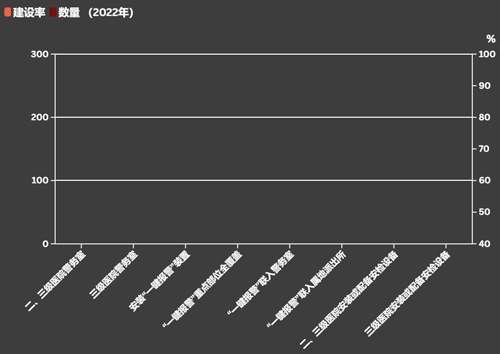 建设率 数量 (2022年)
%
300 100
90
200 80
70
100 60
50
0 40
二、三级医院警务室
三级医院警务室
安装“一键报警”装置
“一键报警”重点部位全覆盖
“一键报警”联入警务室
“一键报警”联入属地派出所
二、三级医院安装或配备安检设备
三级医院安装或配备安检设备